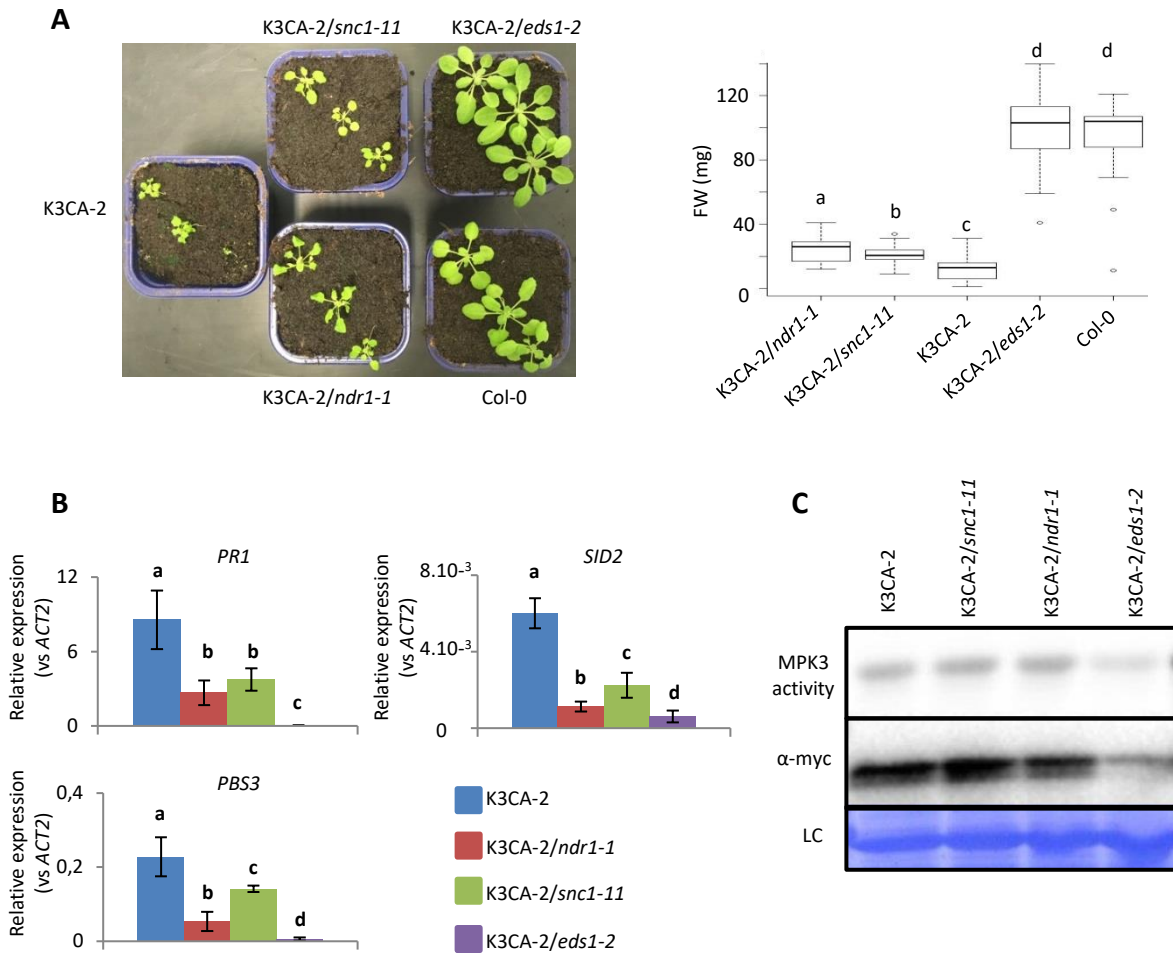 A
K3CA-2/snc1-11
K3CA-2/eds1-2
K3CA-2
K3CA-2/ndr1-1
Col-0
FW (mg)
120
80
40
0
a
b
c
d
d
K3CA-2/ndr1-1
K3CA-2/snc1-11
K3CA-2
K3CA-2/eds1-2
Col-0
B
PR1
Relative expression
(vs ACT2)
12
6
0
a
b
b
c
SID2
Relative expression
(vs ACT2)
8.10⁻³
4.10⁻³
0
a
b
c
d
PBS3
Relative expression
(vs ACT2)
0,4
0,2
0
a
b
c
d
K3CA-2
K3CA-2/ndr1-1
K3CA-2/snc1-11
K3CA-2/eds1-2
C
K3CA-2
K3CA-2/snc1-11
K3CA-2/ndr1-1
K3CA-2/eds1-2
MPK3
activity
α-myc
LC